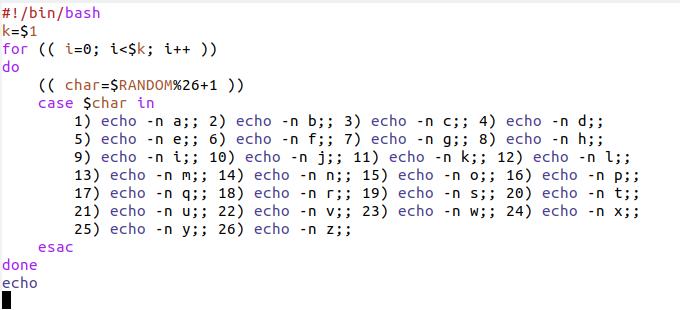 #!/bin/bash
k=$1
for (( i=0; i<$k; i++ ))
do
    (( char=$RANDOM%26+1 ))
    case $char in
        1) echo -n a;; 2) echo -n b;; 3) echo -n c;; 4) echo -n d;;
        5) echo -n e;; 6) echo -n f;; 7) echo -n g;; 8) echo -n h;;
        9) echo -n i;; 10) echo -n j;; 11) echo -n k;; 12) echo -n l;;
        13) echo -n m;; 14) echo -n n;; 15) echo -n o;; 16) echo -n p;;
        17) echo -n q;; 18) echo -n r;; 19) echo -n s;; 20) echo -n t;;
        21) echo -n u;; 22) echo -n v;; 23) echo -n w;; 24) echo -n x;;
        25) echo -n y;; 26) echo -n z;;
    esac
done
echo